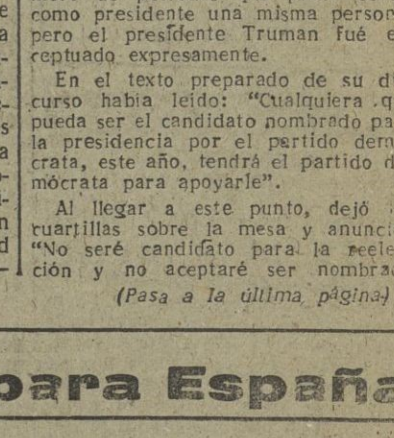 como presidente una misma person
pero el presidente Truman Fué e
ceptuado expresamente.
En el texto preparado de su d
curso habia leído: "Cualquiera q
pueda ser el candidato nombrado pa
la presidencia por el partido dem
crata, este año, tendrá el partido d
mócrata para apoyarle".
Al llegar a este punto, dejó
cuartillas sobre la mesa y anunci
"No seré candidato para la reele
ción y no aceptaré ser nombra
(Pasa a la última página)
para España